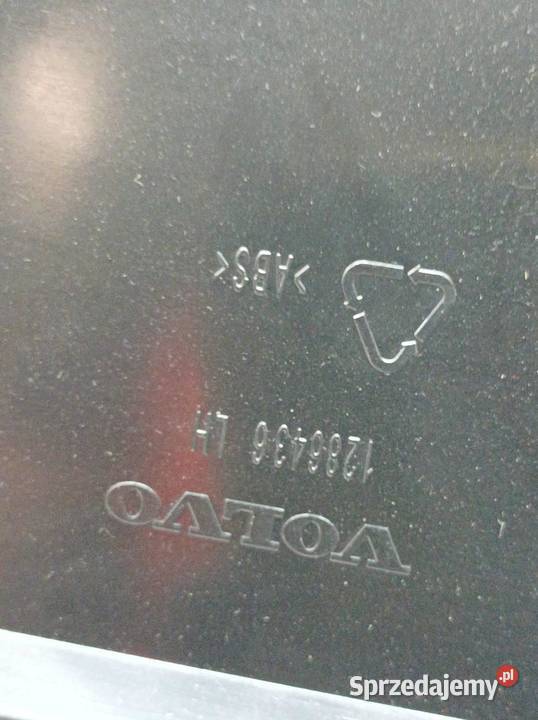 VOLVO
1286436 LH
>ABS<
Sprzedajemy.pl